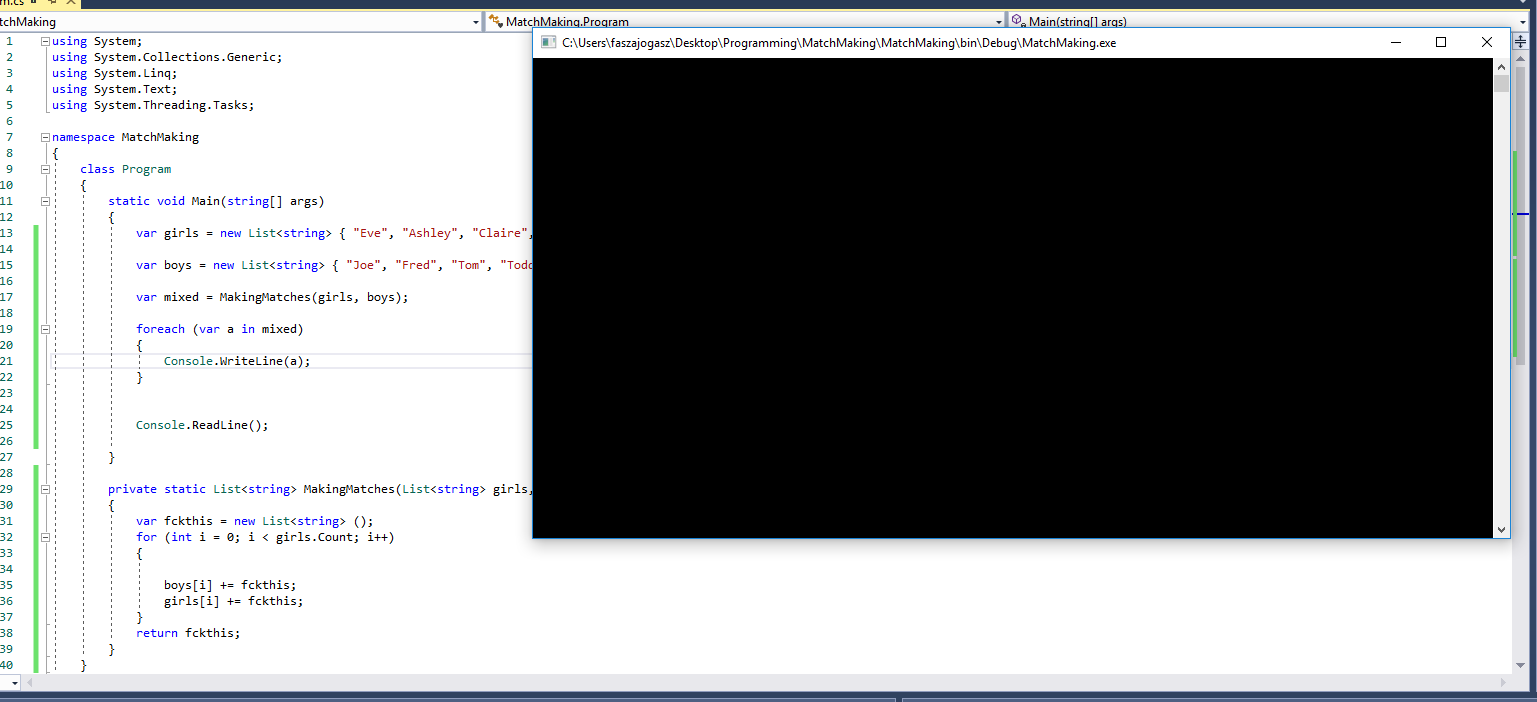 m.cs
tchMaking
MatchMaking.Program
Main(string[] args)
C:\Users\faszajogasz\Desktop\Programming\MatchMaking\MatchMaking\bin\Debug\MatchMaking.exe
1 using System;
2 using System.Collections.Generic;
3 using System.Linq;
4 using System.Text;
5 using System.Threading.Tasks;
6
7 namespace MatchMaking
8 {
9 class Program
10 {
11 static void Main(string[] args)
12 {
13 var girls = new List<string> { "Eve", "Ashley", "Claire",
14
15 var boys = new List<string> { "Joe", "Fred", "Tom", "Todd
16
17 var mixed = MakingMatches(girls, boys);
18
19 foreach (var a in mixed)
20 {
21 Console.WriteLine(a);
22 }
23
24
25 Console.ReadLine();
26
27 }
28
29 private static List<string> MakingMatches(List<string> girls,
30 {
31 var fckthis = new List<string> ();
32 for (int i = 0; i < girls.Count; i++)
33 {
34
35 boys[i] += fckthis;
36 girls[i] += fckthis;
37 }
38 return fckthis;
39 }
40 }